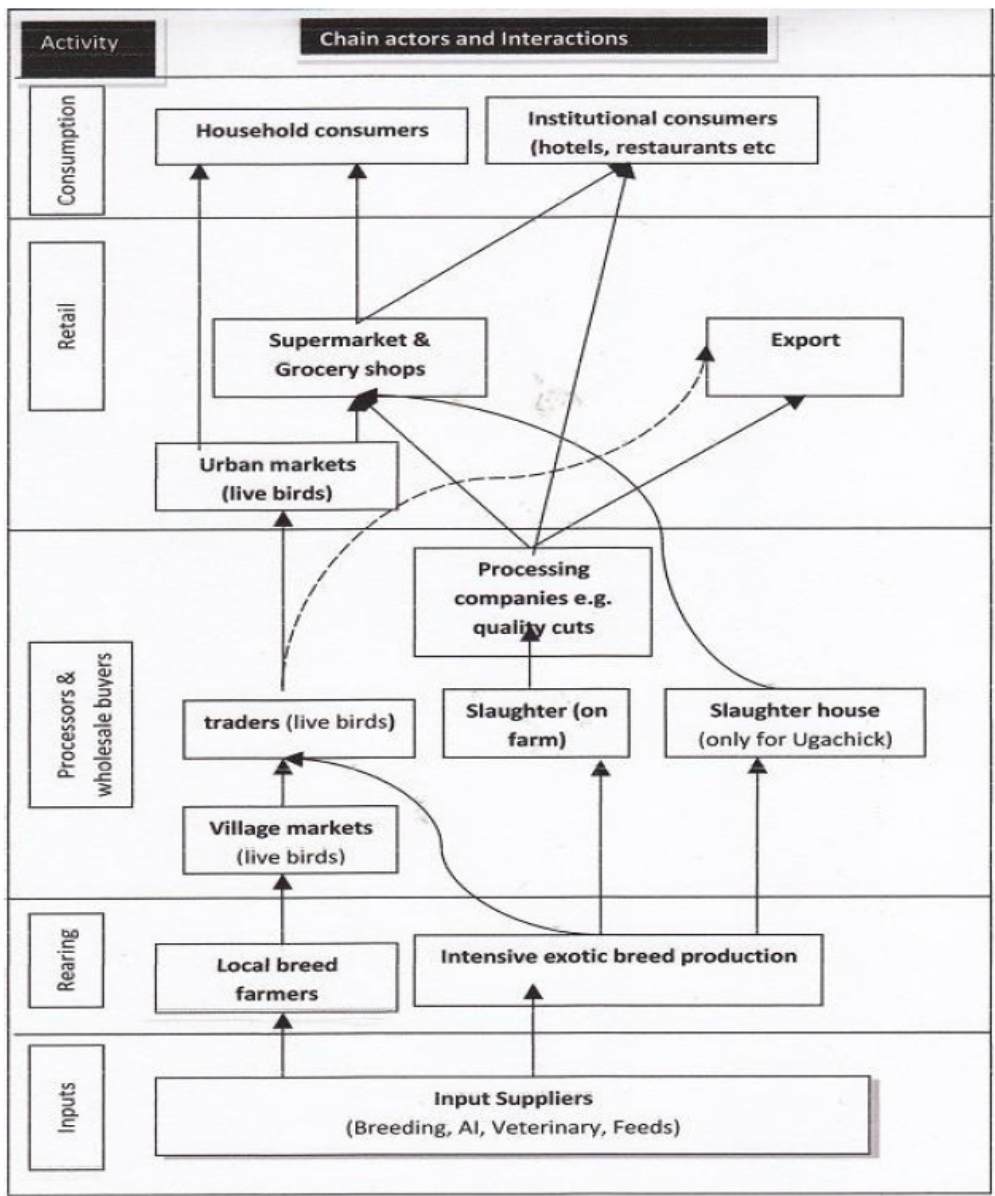 Activity
Chain actors and Interactions
Consumption
Household consumers
Institutional consumers
(hotels, restaurants etc
Retail
Supermarket &
Grocery shops
Export
Urban markets
(live birds)
Processors &
wholesale buyers
Processing
companies e.g.
quality cuts
traders (live birds)
Slaughter (on
farm)
Slaughter house
(only for Ugachick)
Village markets
(live birds)
Rearing
Local breed
farmers
Intensive exotic breed production
Inputs
Input Suppliers
(Breeding, AI, Veterinary, Feeds)